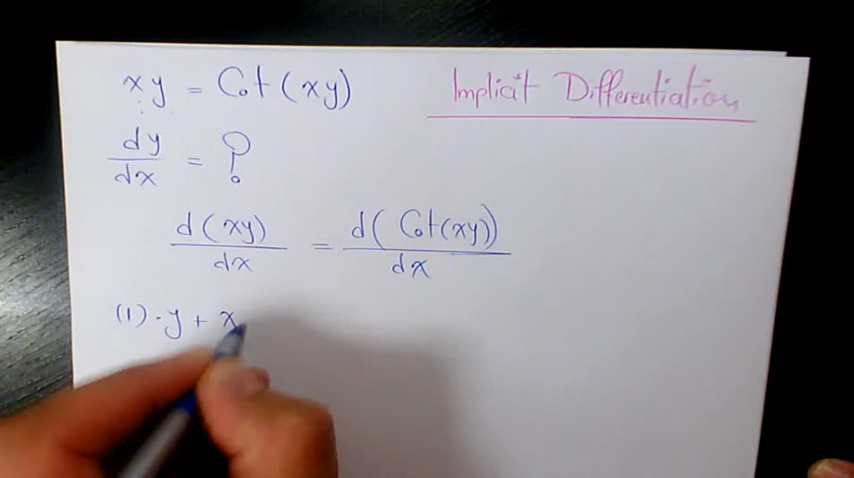 xy = Cot(xy)
Implicit Differentiation
dy/dx = ?
d(xy)/dx = d(Cot(xy))/dx
(1)·y + x